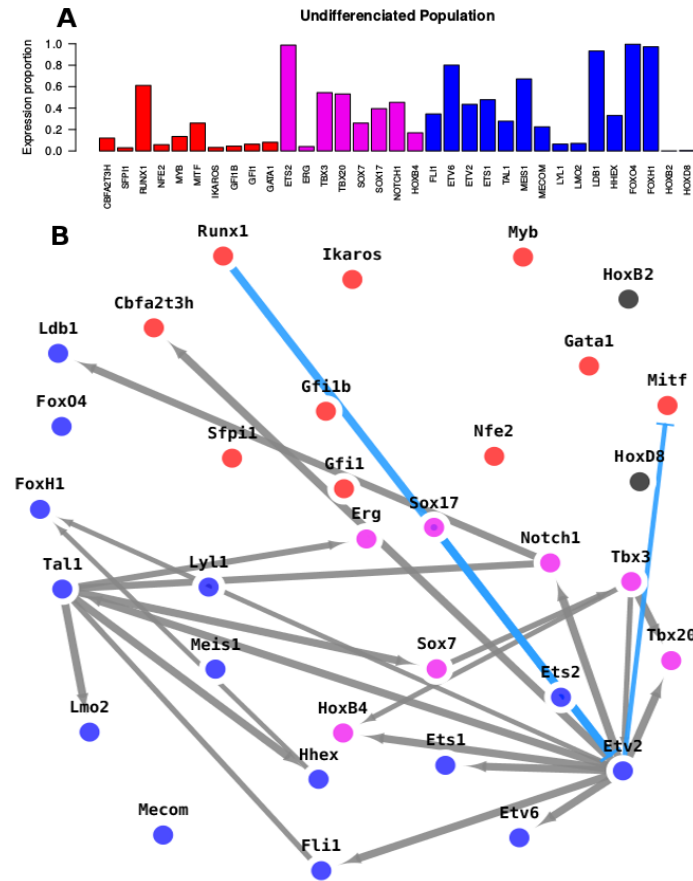 A
Undifferenciated Population
Expression proportion
1.0
0.8
0.6
0.4
0.2
0.0
CBFA2T3H
SFPI1
RUNX1
NFE2
MYB
MITF
IKAROS
GFI1B
GFI1
GATA1
ETS2
ERG
TBX3
TBX20
SOX7
SOX17
NOTCH1
HOXB4
FLI1
ETV6
ETV2
ETS1
TAL1
MEIS1
MECOM
LYL1
LMO2
LDB1
HHEX
FOXO4
FOXH1
HOXB2
HOXD8
B
Runx1
Ikaros
Myb
HoxB2
Cbfa2t3h
Ldb1
Gata1
Mitf
Gfi1b
FoxO4
Sfpi1
Nfe2
HoxD8
Gfi1
FoxH1
Erg
Sox17
Notch1
Tbx3
Tal1
Lyl1
Tbx20
Meis1
Sox7
Ets2
Lmo2
HoxB4
Ets1
Etv2
Hhex
Mecom
Etv6
Fli1